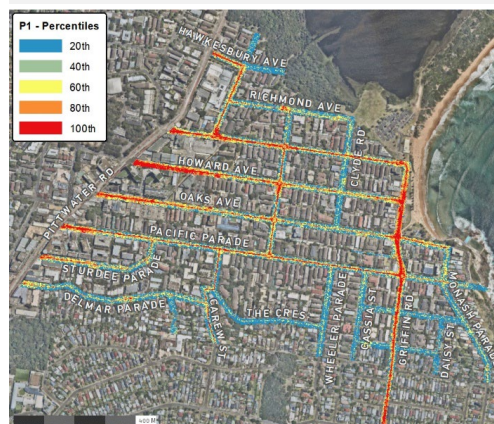 P1 - Percentiles
20th
40th
60th
80th
100th
HAWKESBURY AVE
RICHMOND AVE
CLYDE RD
HOWARD AVE
OAKS AVE
PITTWATER RD
PACIFIC PARADE
STURDEE PARADE
DELMAR PARADE
CAREW ST
THE CRES
WHEELER PARADE
CASSIA ST
GRIFFIN RD
DAISY ST
MONASH PARADE
400 M